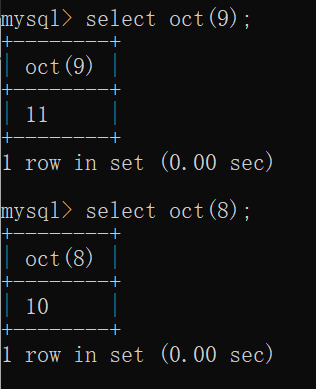 mysql> select oct(9);
+--------+
| oct(9) |
+--------+
| 11     |
+--------+
1 row in set (0.00 sec)
mysql> select oct(8);
+--------+
| oct(8) |
+--------+
| 10     |
+--------+
1 row in set (0.00 sec)